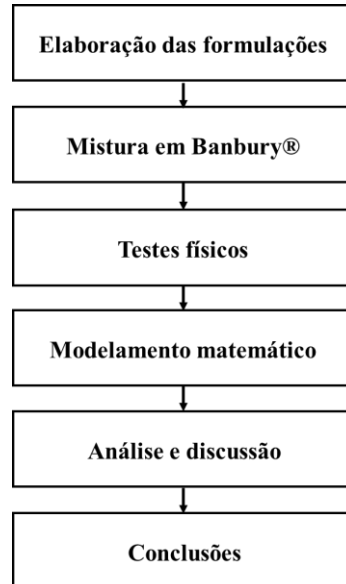 Elaboração das formulações
Mistura em Banbury®
Testes físicos
Modelamento matemático
Análise e discussão
Conclusões